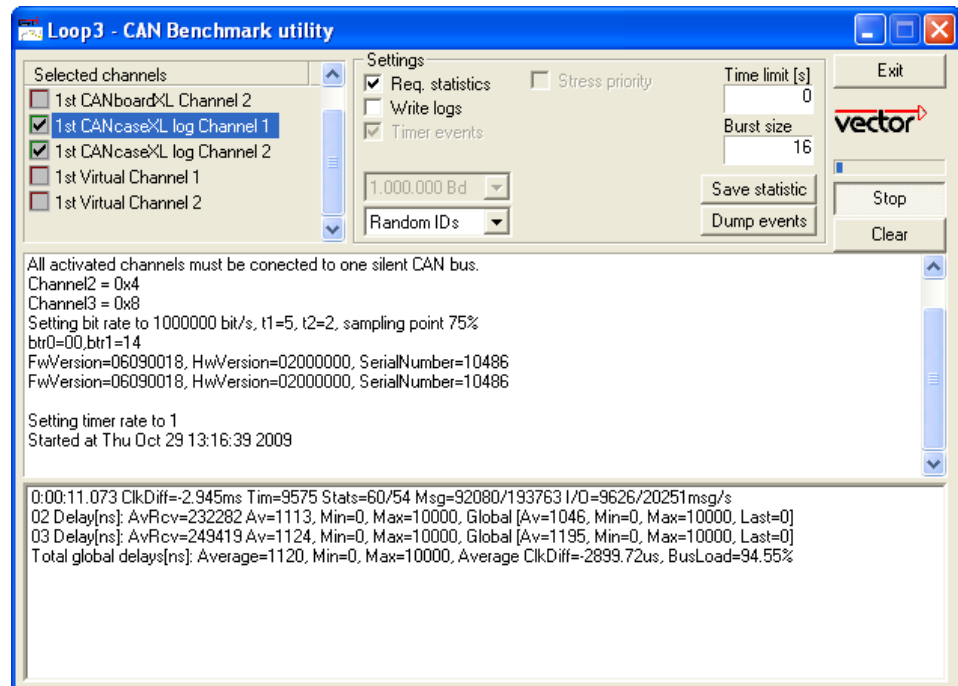 Loop3 - CAN Benchmark utility
Selected channels
1st CANboardXL Channel 2
1st CANcaseXL log Channel 1
1st CANcaseXL log Channel 2
1st Virtual Channel 1
1st Virtual Channel 2
Settings
Req. statistics
Stress priority
Write logs
Timer events
1.000.000 Bd
Random IDs
Time limit [s]
0
Burst size
16
Save statistic
Dump events
Exit
vector
Stop
Clear
All activated channels must be conected to one silent CAN bus.
Channel2 = 0x4
Channel3 = 0x8
Setting bit rate to 1000000 bit/s, t1=5, t2=2, sampling point 75%
btr0=00,btr1=14
FwVersion=06090018, HwVersion=02000000, SerialNumber=10486
FwVersion=06090018, HwVersion=02000000, SerialNumber=10486
Setting timer rate to 1
Started at Thu Oct 29 13:16:39 2009
0:00:11.073 ClkDiff=-2.945ms Tim=9575 Stats=60/54 Msg=92080/193763 I/O=9626/20251msg/s
02 Delay[ns]: AvRcv=232282 Av=1113, Min=0, Max=10000, Global [Av=1046, Min=0, Max=10000, Last=0]
03 Delay[ns]: AvRcv=249419 Av=1124, Min=0, Max=10000, Global [Av=1195, Min=0, Max=10000, Last=0]
Total global delays[ns]: Average=1120, Min=0, Max=10000, Average ClkDiff=-2899.72us, BusLoad=94.55%